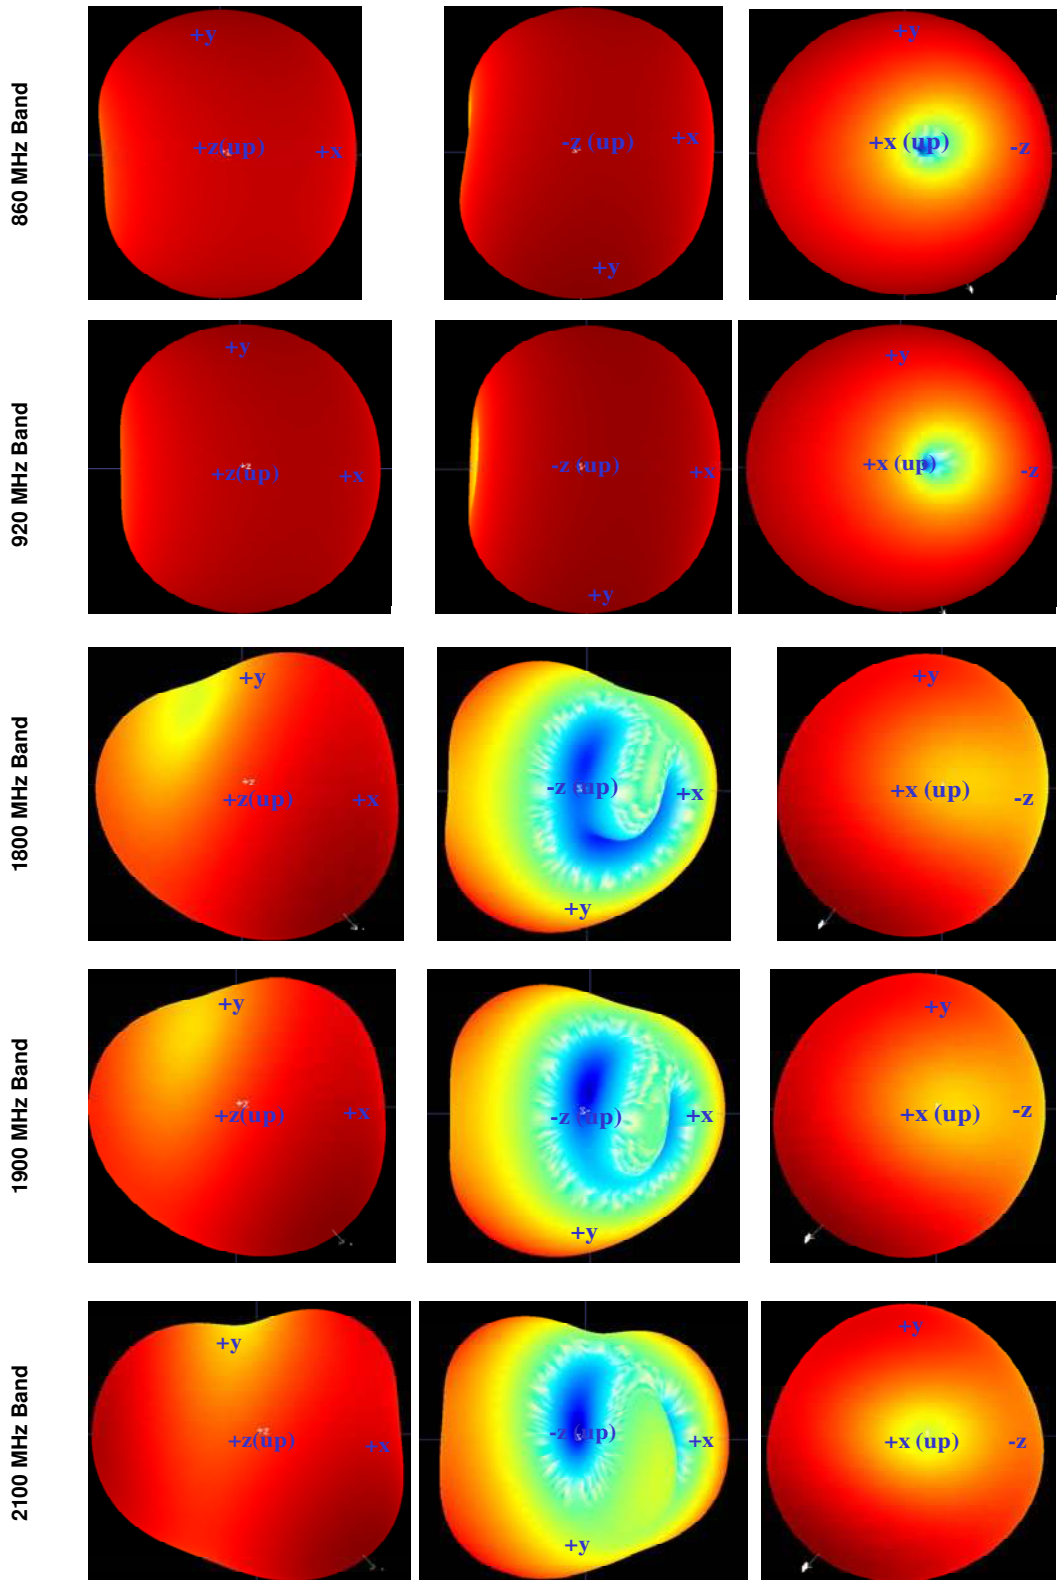 860 MHz Band
+y
+z(up)
+x
-z (up)
+x
+y
+y
+x (up)
-z
920 MHz Band
+y
+z(up)
+x
-z (up)
+x
+y
+y
+x (up)
-z
1800 MHz Band
+y
+z
+z(up)
+x
-z (up)
+x
+y
+y
+x (up)
-z
1900 MHz Band
+y
+z(up)
+x
-z (up)
+x
+y
+y
+x (up)
-z
2100 MHz Band
+y
+z(up)
+x
-z (up)
+x
+y
+y
+x (up)
-z